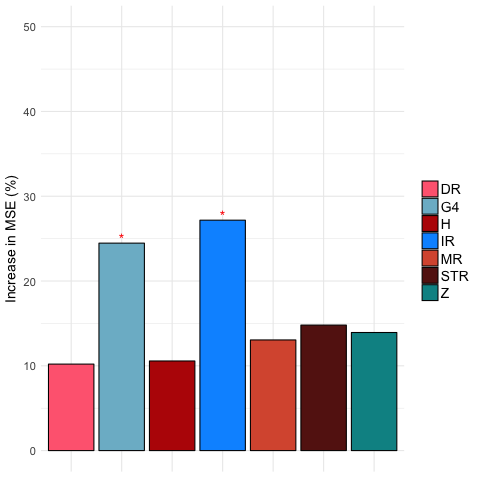 50
40
30
20
10
0
Increase in MSE (%)
*
*
DR
G4
H
IR
MR
STR
Z